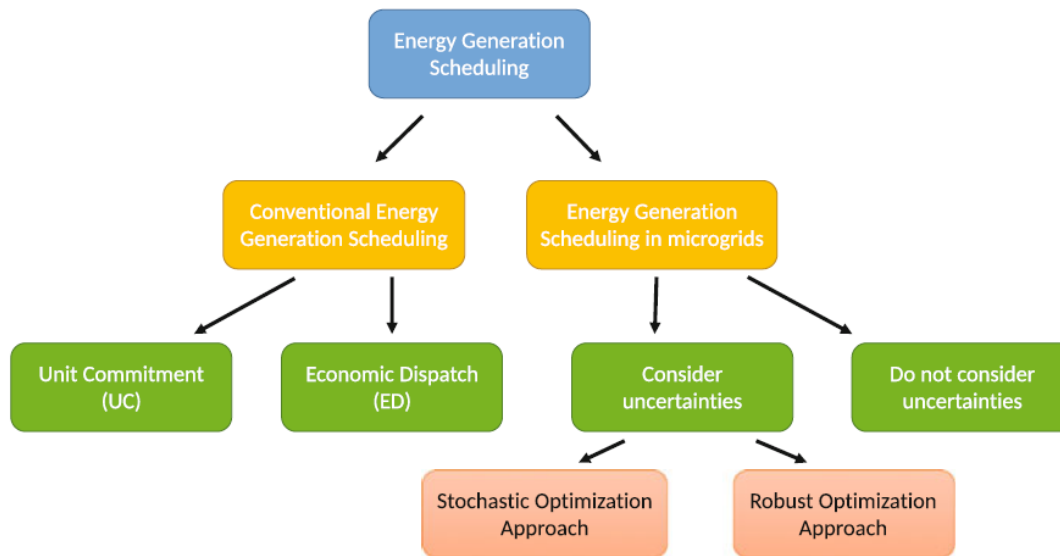 Energy Generation
Scheduling
Conventional Energy
Generation Scheduling
Energy Generation
Scheduling in microgrids
Unit Commitment
(UC)
Economic Dispatch
(ED)
Consider
uncertainties
Do not consider
uncertainties
Stochastic Optimization
Approach
Robust Optimization
Approach